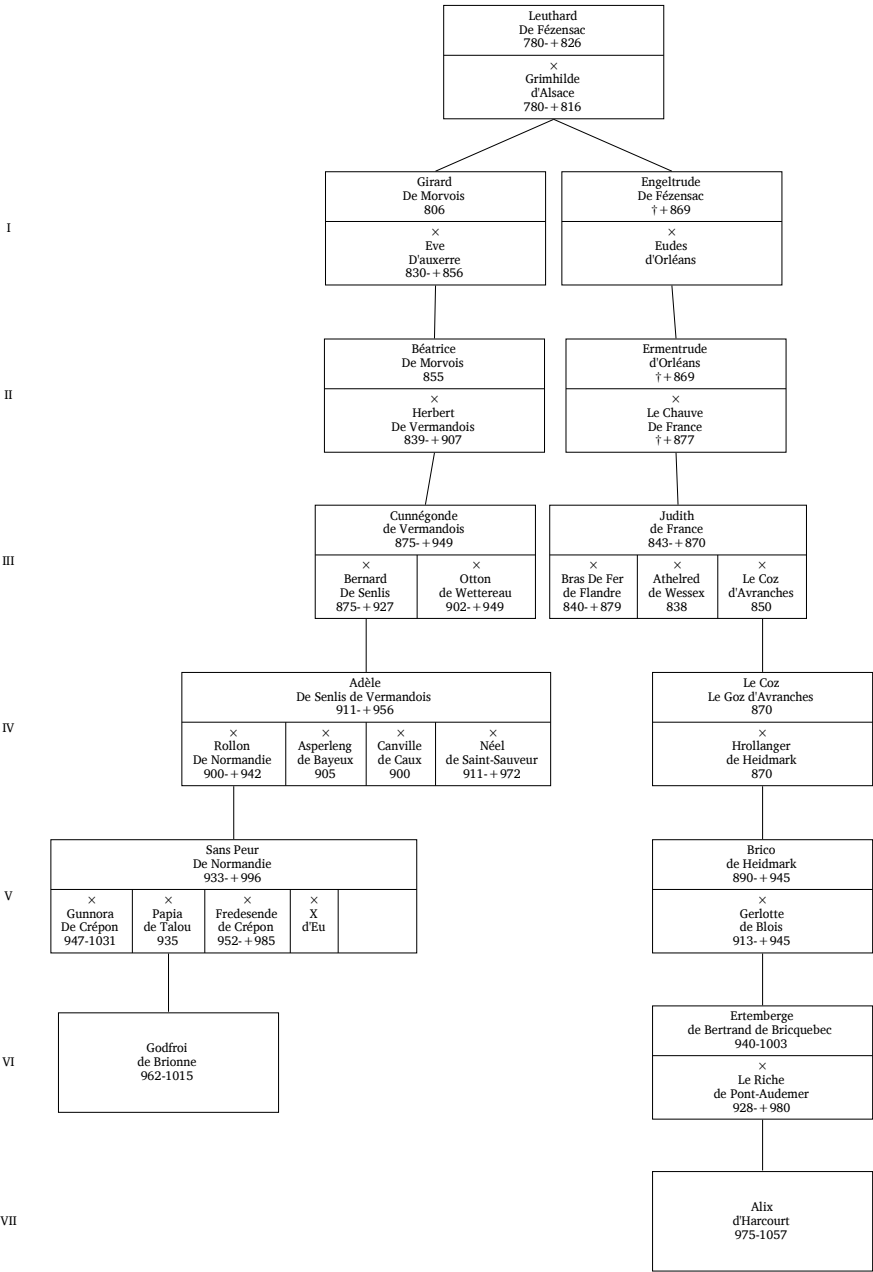 Leuthard
De Fézensac
780-+826
×
Grimhilde
d'Alsace
780-+816
I
Girard
De Morvois
806
×
Eve
D'auxerre
830-+856
Engeltrude
De Fézensac
†+869
×
Eudes
d'Orléans
II
Béatrice
De Morvois
855
×
Herbert
De Vermandois
839-+907
Ermentrude
d'Orléans
†+869
×
Le Chauve
De France
†+877
III
Cunnégonde
de Vermandois
875-+949
×
Bernard
De Senlis
875-+927
×
Otton
de Wettereau
902-+949
Judith
de France
843-+870
×
Bras De Fer
de Flandre
840-+879
×
Athelred
de Wessex
838
×
Le Coz
d'Avranches
850
IV
Adèle
De Senlis de Vermandois
911-+956
×
Rollon
De Normandie
900-+942
×
Asperleng
de Bayeux
905
×
Canville
de Caux
900
×
Néel
de Saint-Sauveur
911-+972
Le Coz
Le Goz d'Avranches
870
×
Hrollanger
de Heidmark
870
V
Sans Peur
De Normandie
933-+996
×
Gunnora
De Crépon
947-1031
×
Papia
de Talou
935
×
Fredesende
de Crépon
952-+985
×
X
d'Eu
Brico
de Heidmark
890-+945
×
Gerlotte
de Blois
913-+945
VI
Godfroi
de Brionne
962-1015
Ertemberge
de Bertrand de Bricquebec
940-1003
×
Le Riche
de Pont-Audemer
928-+980
VII
Alix
d'Harcourt
975-1057